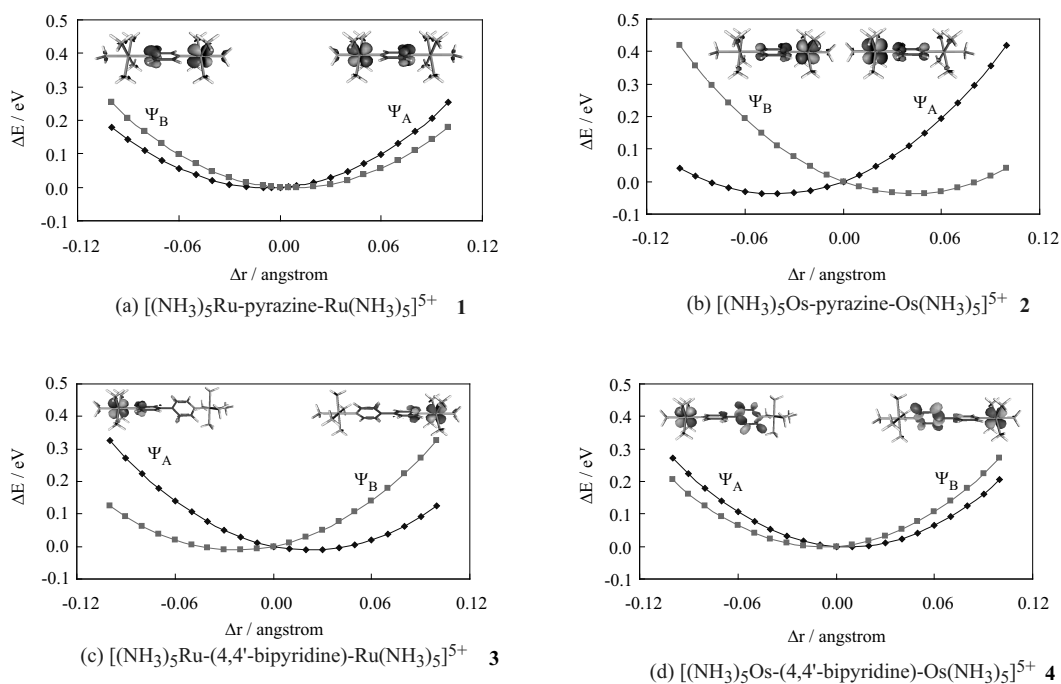 0.5
0.4
0.3
0.2
0.1
0.0
-0.1
ΔE / eV
Ψ_B
Ψ_A
-0.12 -0.06 0.00 0.06 0.12
Δr / angstrom
(a) [(NH3)₅Ru-pyrazine-Ru(NH3)₅]⁵⁺ 1
0.5
0.4
0.3
0.2
0.1
0.0
-0.1
ΔE / eV
Ψ_B
Ψ_A
-0.12 -0.06 0.00 0.06 0.12
Δr / angstrom
(b) [(NH3)₅Os-pyrazine-Os(NH3)₅]⁵⁺ 2
0.5
0.4
0.3
0.2
0.1
0.0
-0.1
ΔE / eV
Ψ_A
Ψ_B
-0.12 -0.06 0.00 0.06 0.12
Δr / angstrom
(c) [(NH3)₅Ru-(4,4'-bipyridine)-Ru(NH3)₅]⁵⁺ 3
0.5
0.4
0.3
0.2
0.1
0.0
-0.1
ΔE / eV
Ψ_A
Ψ_B
-0.12 -0.06 0.00 0.06 0.12
Δr / angstrom
(d) [(NH3)₅Os-(4,4'-bipyridine)-Os(NH3)₅]⁵⁺ 4